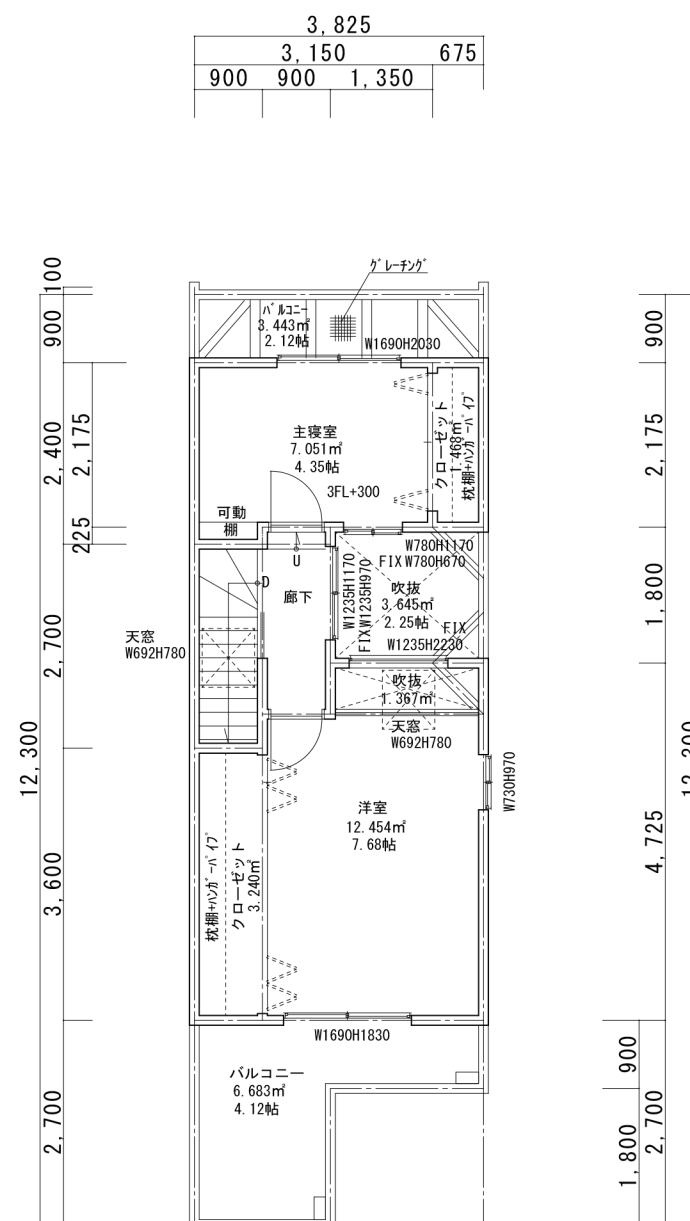 3,825
3,150
675
900
900
1,350
100
900
2,400
2,175
225
2,700
12,300
3,600
2,700
グレーチング
バルコニー
3.443㎡
2.12帖
W1690H2030
主寝室
7.051㎡
4.35帖
3FL+300
クローゼット
1.468㎡
枕棚+ハンガーパイプ
可動
棚
U
D
廊下
W780H1170
FIX W780H670
W1235H1170
FIX W1235H970
吹抜
3.645㎡
2.25帖
FIX
W1235H2230
天窓
W692H780
吹抜
1.367㎡
天窓
W692H780
W730H970
洋室
12.454㎡
7.68帖
枕棚+ハンガーパイプ
クローゼット
3.240㎡
W1690H1830
バルコニー
6.683㎡
4.12帖
900
2,175
1,800
4,725
900
1,800
2,700